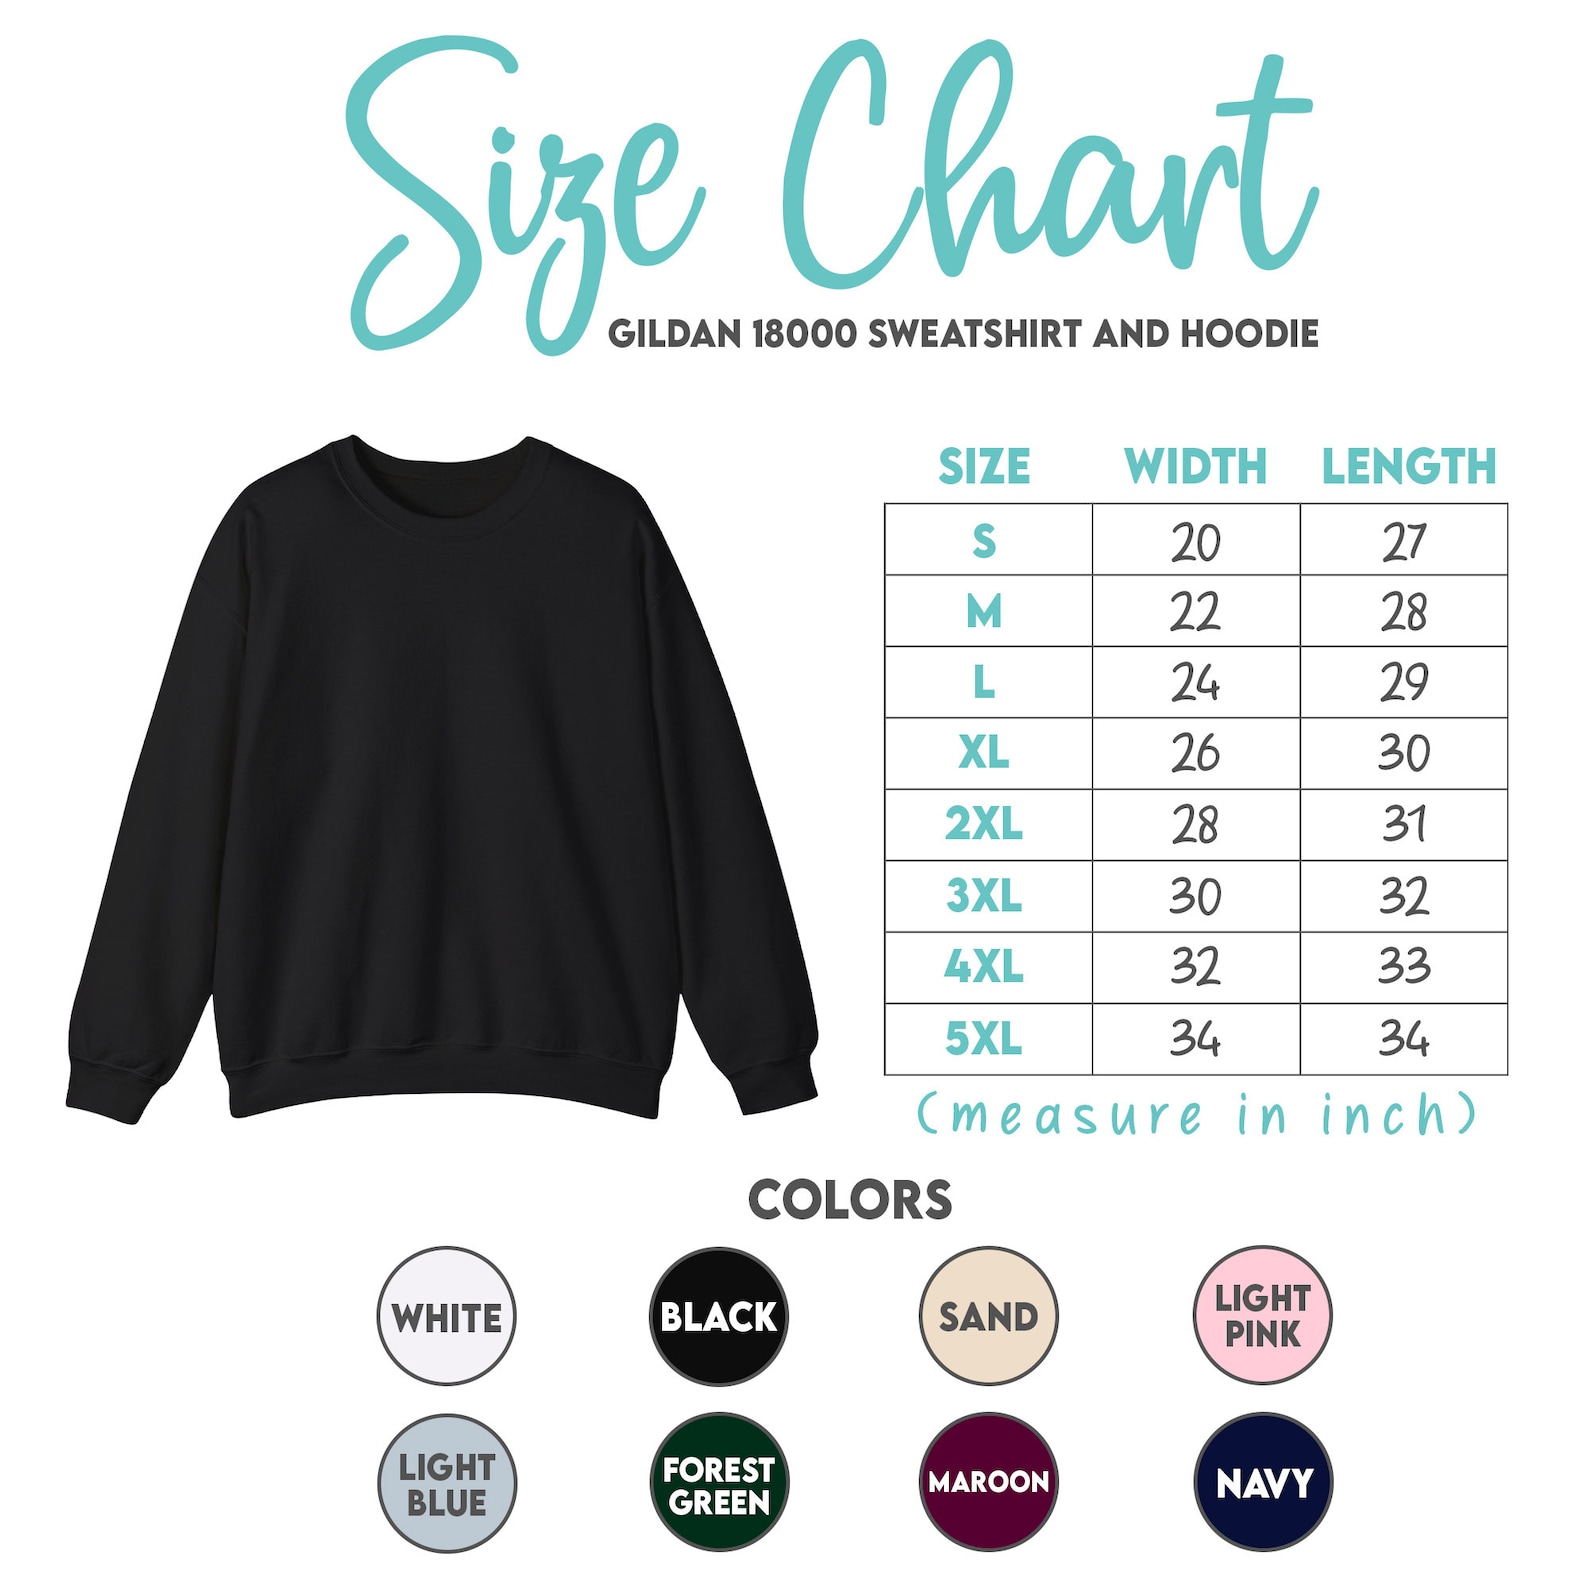 Size Chart
GILDAN 18000 SWEATSHIRT AND HOODIE
SIZE WIDTH LENGTH
S 20 27
M 22 28
L 24 29
XL 26 30
2XL 28 31
3XL 30 32
4XL 32 33
5XL 34 34
(measure in inch)
COLORS
WHITE
BLACK
SAND
LIGHT
PINK
LIGHT
BLUE
FOREST
GREEN
MAROON
NAVY